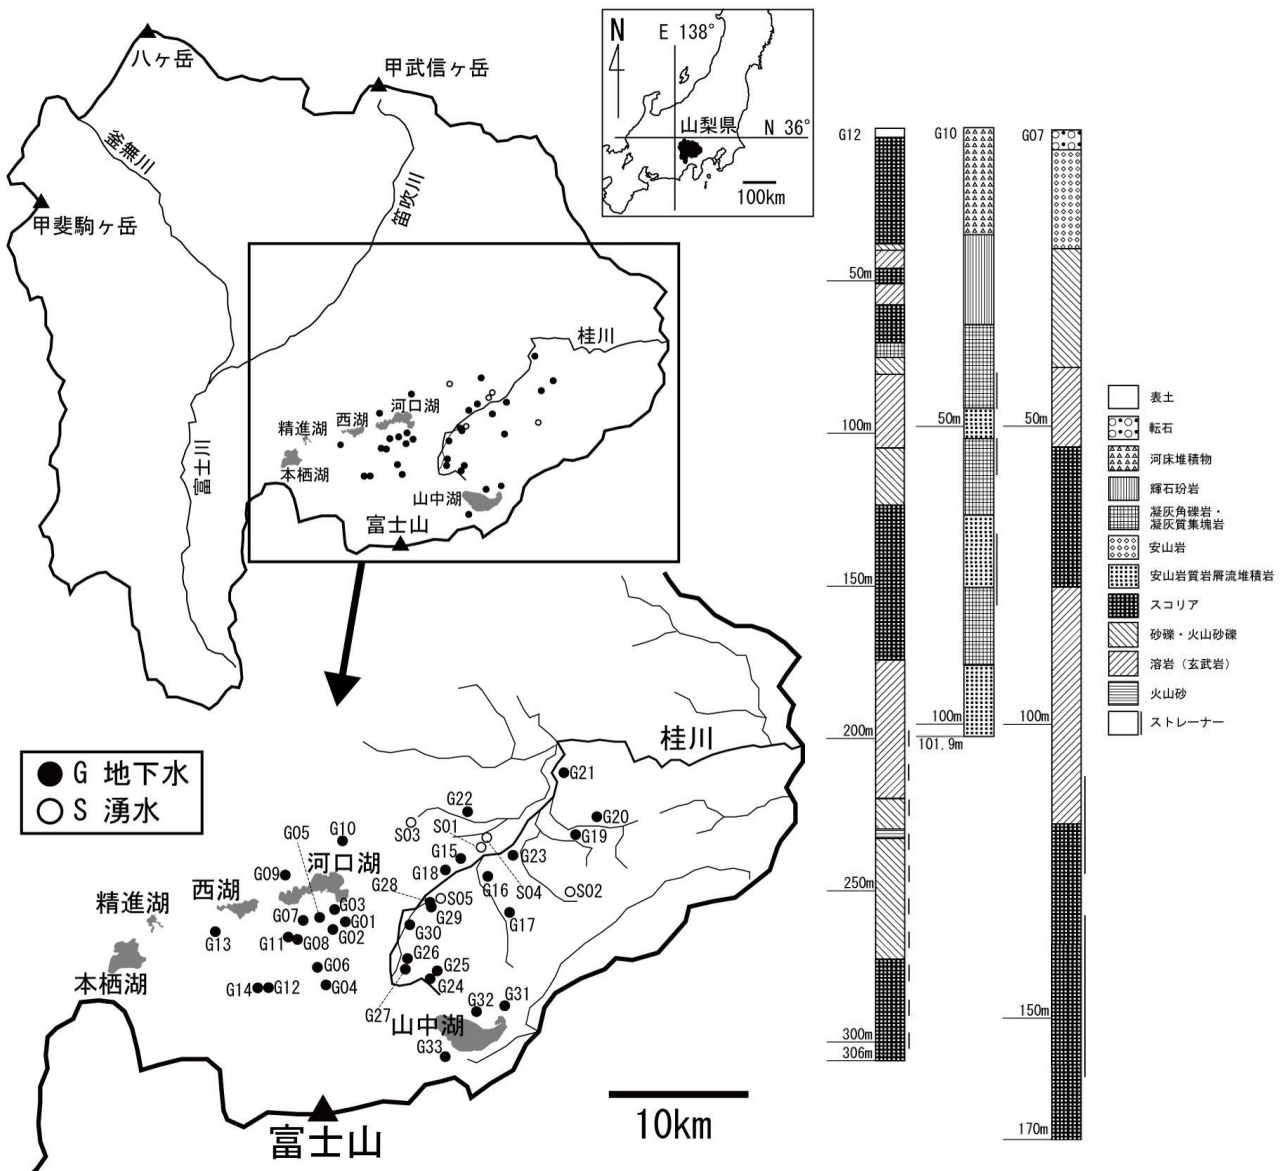 八ヶ岳
甲武信ヶ岳
釜無川
笛吹川
甲斐駒ヶ岳
桂川
河口湖
西湖
精進湖
本栖湖
富士川
山中湖
富士山
N
E 138°
山梨県
N 36°
100km
G 地下水
S 湧水
桂川
G21
G22
G20
S03
S01
G19
G10
G05
G15
G23
河口湖
G18
G09
G28
G16
S04
S02
西湖
S05
精進湖
G03
G29
G07
G01
G17
G13
G02
G30
G11
G08
G26
G06
G25
本栖湖
G14
G12
G04
G24
G27
G32
G31
山中湖
G33
富士山
10km
G12
50m
100m
150m
200m
250m
300m
306m
G10
50m
100m
101.9m
G07
50m
100m
150m
170m
表土
転石
河床堆積物
輝石玢岩
凝灰角礫岩・
凝灰質集塊岩
安山岩
安山岩質岩屑流堆積岩
スコリア
砂礫・火山砂礫
溶岩（玄武岩）
火山砂
ストレーナー